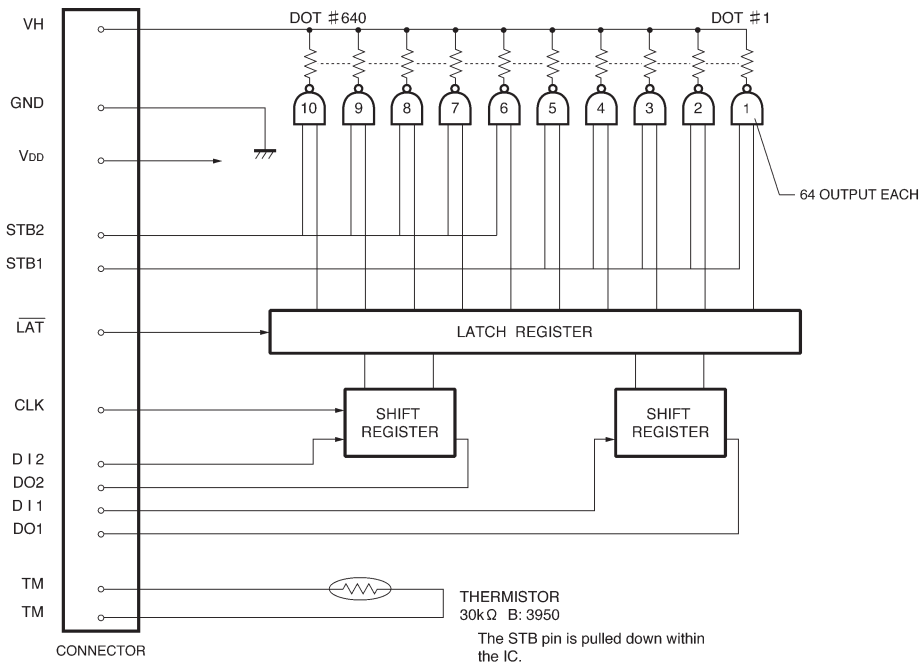 VH
DOT #640
DOT #1
GND
10 9 8 7 6 5 4 3 2 1
VDD
64 OUTPUT EACH
STB2
STB1
LAT
LATCH REGISTER
CLK
SHIFT
REGISTER
SHIFT
REGISTER
D I 2
DO2
D I 1
DO1
TM
TM
THERMISTOR
30kΩ B: 3950
The STB pin is pulled down within
the IC.
CONNECTOR